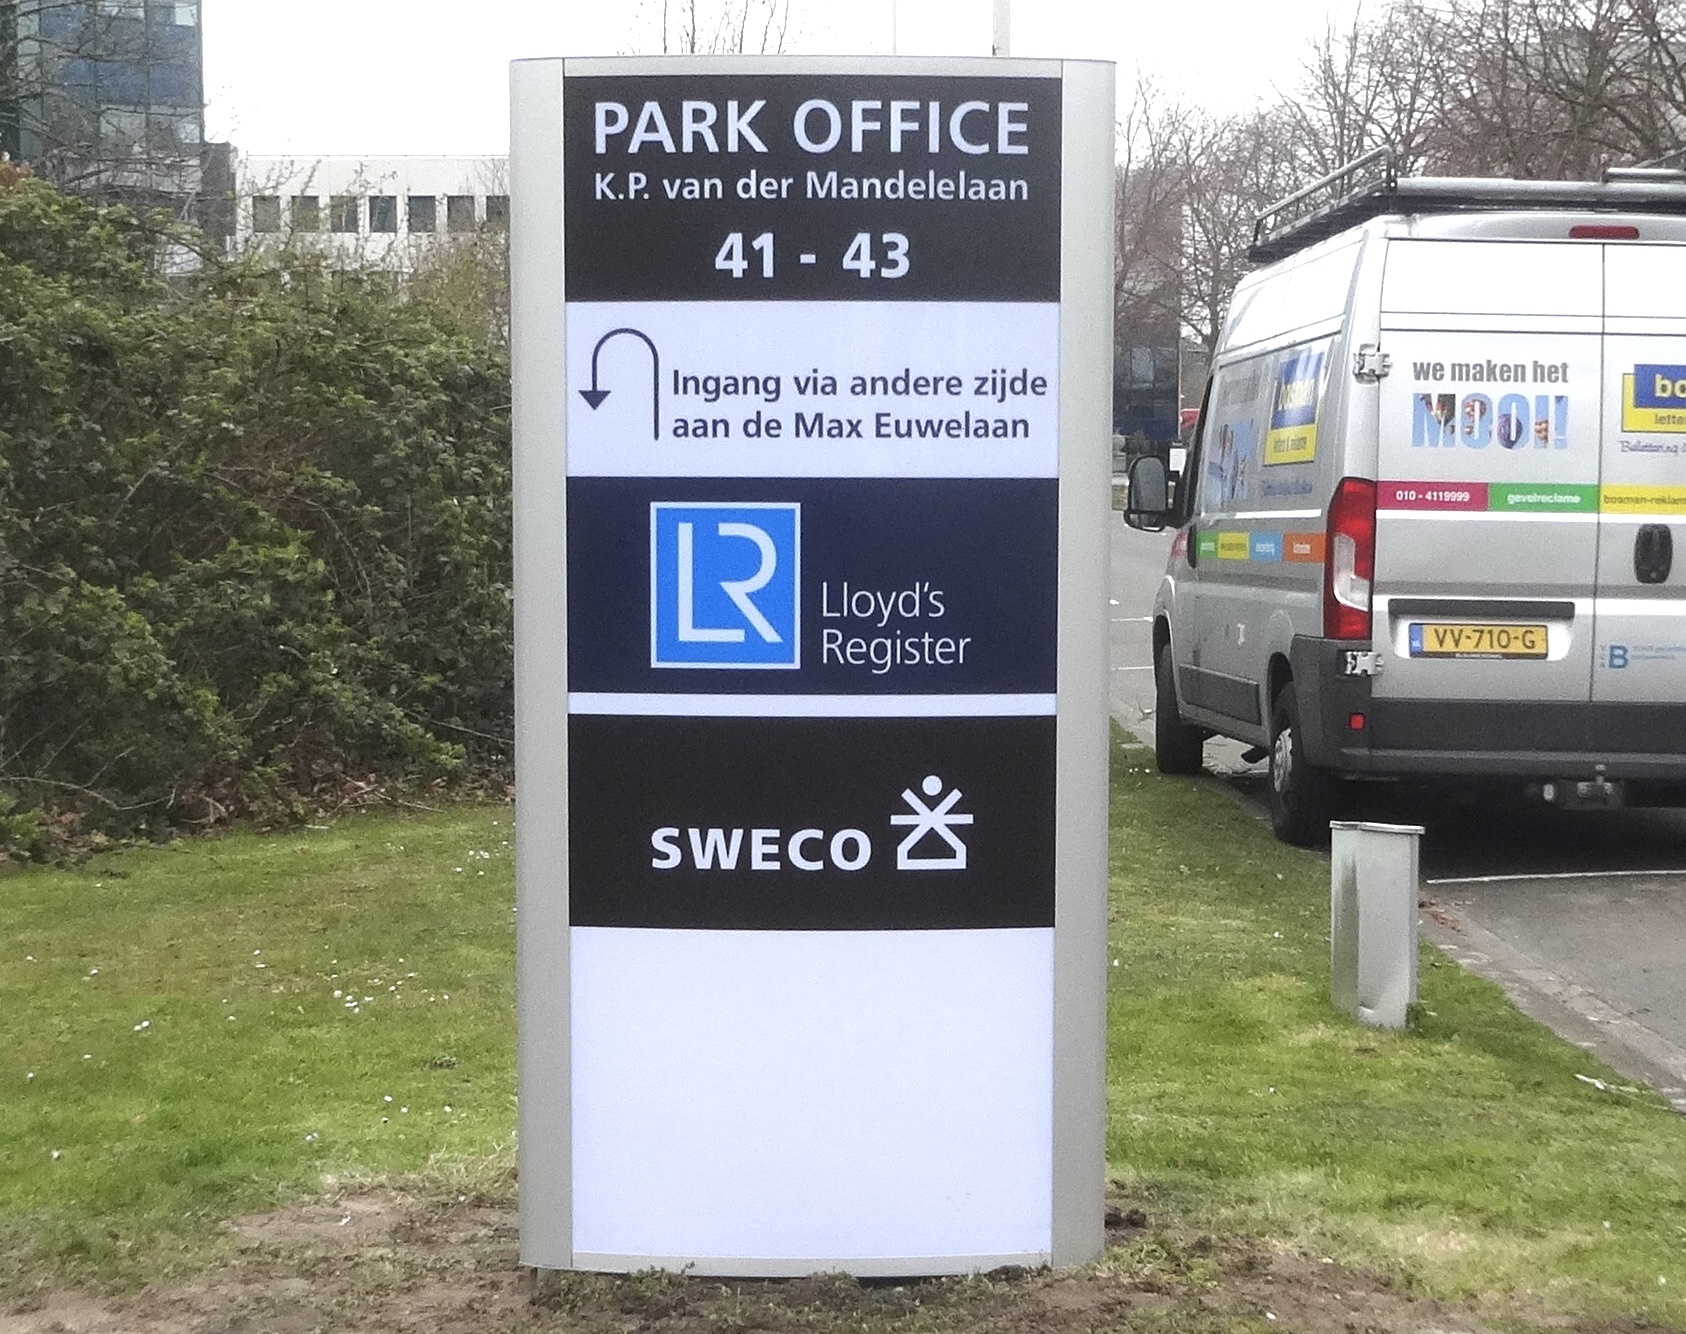 PARK OFFICE
K.P. van der Mandelelaan
41 - 43
Ingang via andere zijde
aan de Max Euwelaan
LR
Lloyd's
Register
SWECO
we maken het
MOOI!
010 - 4119999
gevelreclame
VV-710-G
B